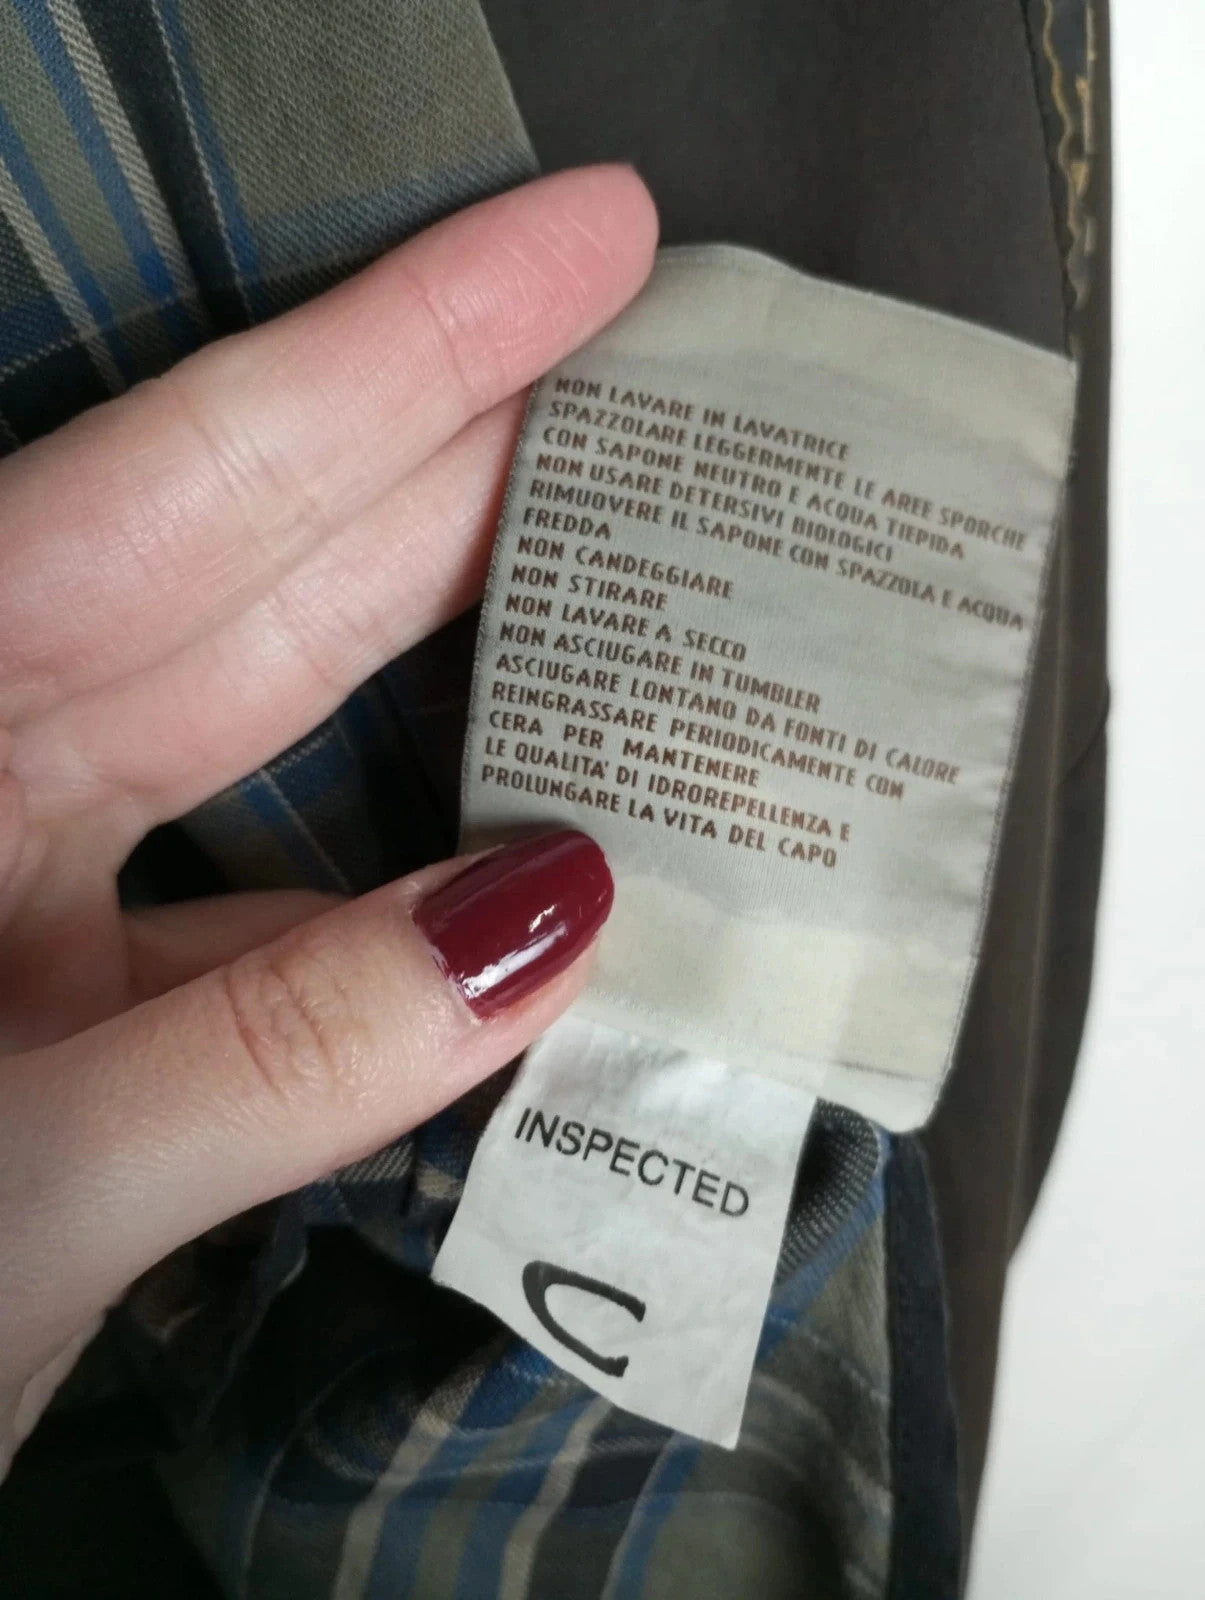 NON LAVARE IN LAVATRICE
SPAZZOLARE LEGGERMENTE LE AREE SPORCHE
CON SAPONE NEUTRO E ACQUA TIEPIDA
NON USARE DETERSIVI BIOLOGICI
RIMUOVERE IL SAPONE CON SPAZZOLA E ACQUA
FREDDA
NON CANDEGGIARE
NON STIRARE
NON LAVARE A SECCO
NON ASCIUGARE IN TUMBLER
ASCIUGARE LONTANO DA FONTI DI CALORE
REINGRASSARE PERIODICAMENTE CON
CERA PER MANTENERE
LE QUALITA' DI IDROREPELLENZA E
PROLUNGARE LA VITA DEL CAPO
INSPECTED